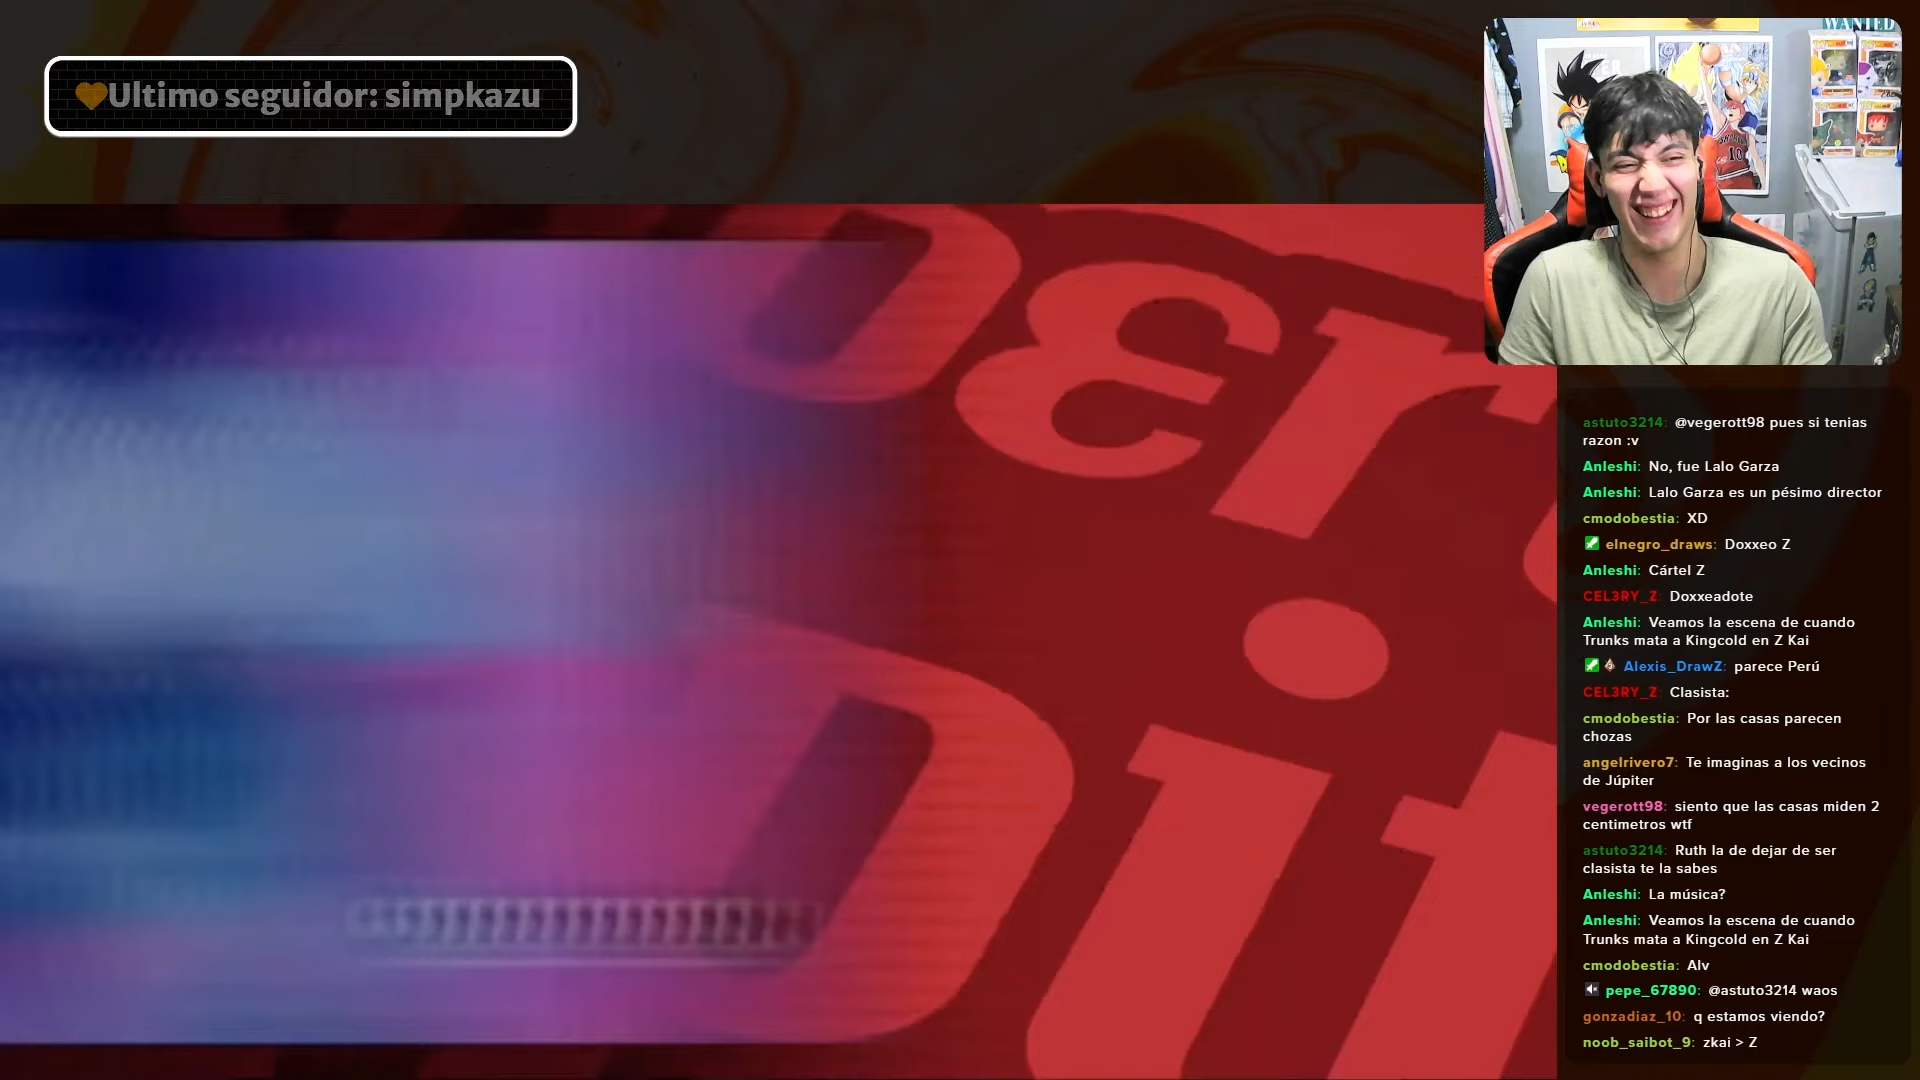 🧡Ultimo seguidor: simpkazu
WANTED
10
astuto3214: @vegerott98 pues si tenias
razon :v
Anleshi: No, fue Lalo Garza
Anleshi: Lalo Garza es un pésimo director
cmodobestia: XD
elnegro_draws: Doxxeo Z
Anleshi: Cártel Z
CEL3RY_Z: Doxxeadote
Anleshi: Veamos la escena de cuando
Trunks mata a Kingcold en Z Kai
Alexis_DrawZ: parece Perú
CEL3RY_Z: Clasista:
cmodobestia: Por las casas parecen
chozas
angelrivero7: Te imaginas a los vecinos
de Júpiter
vegerott98: siento que las casas miden 2
centimetros wtf
astuto3214: Ruth la de dejar de ser
clasista te la sabes
Anleshi: La música?
Anleshi: Veamos la escena de cuando
Trunks mata a Kingcold en Z Kai
cmodobestia: Alv
pepe_67890: @astuto3214 waos
gonzadiaz_10: q estamos viendo?
noob_saibot_9: zkai > Z